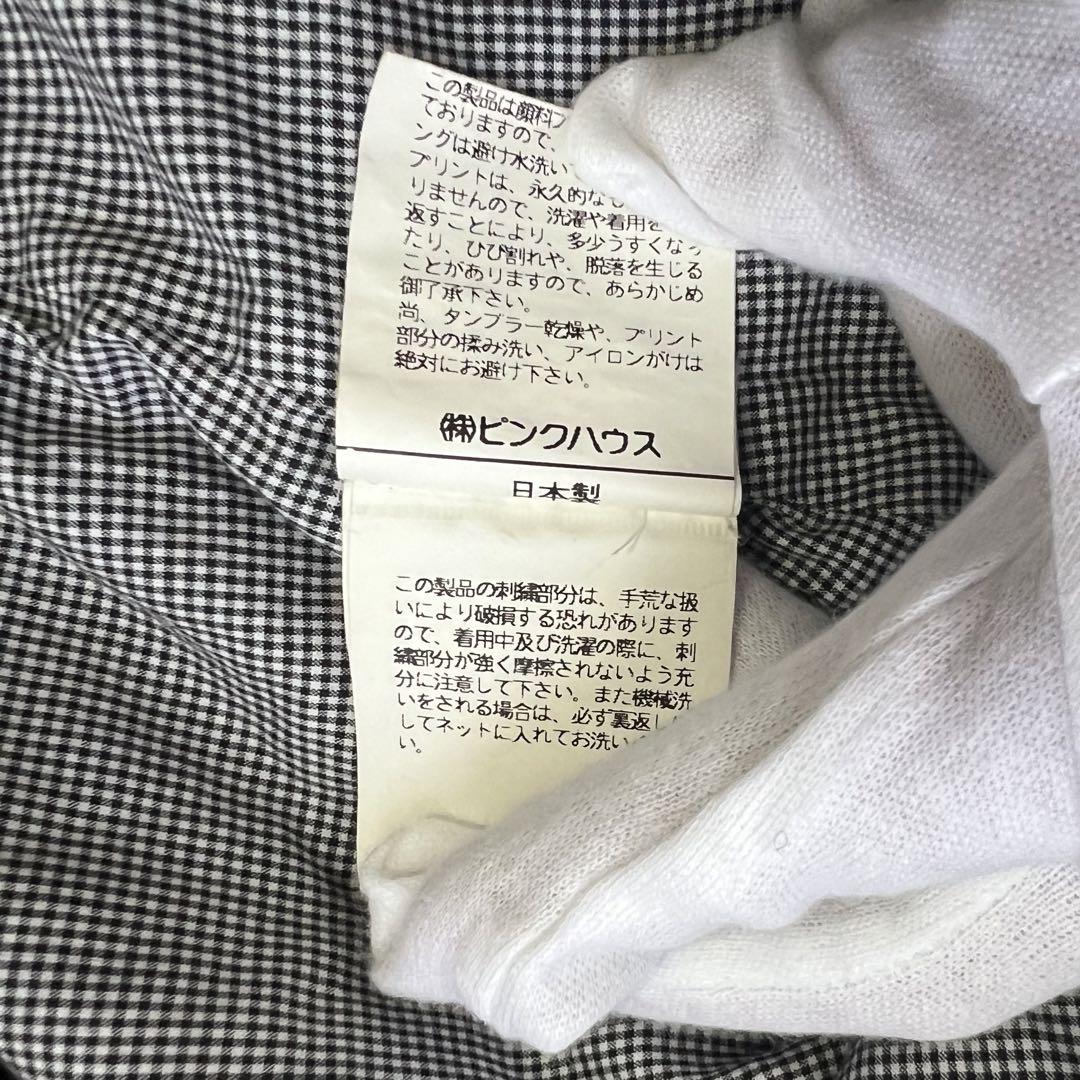 この製品は顔料
ておりますので、
ングは避け水洗い
プリントは、永久的な
りませんので、洗濯や着用を
返すことにより、多少うすくなっ
たり、ひび割れや、脱落を生じる
ことがありますので、あらかじめ
御了承下さい。
尚、タンブラー乾燥や、プリント
部分の揉み洗い、アイロンがけは
絶対にお避け下さい。
㈱ピンクハウス
日本製
この製品の刺繍部分は、手荒な扱
いにより破損する恐れがあります
ので、着用中及び洗濯の際に、刺
繍部分が強く摩擦されないよう充
分に注意して下さい。また機械洗
いをされる場合は、必ず裏返し
してネットに入れてお洗い
い。